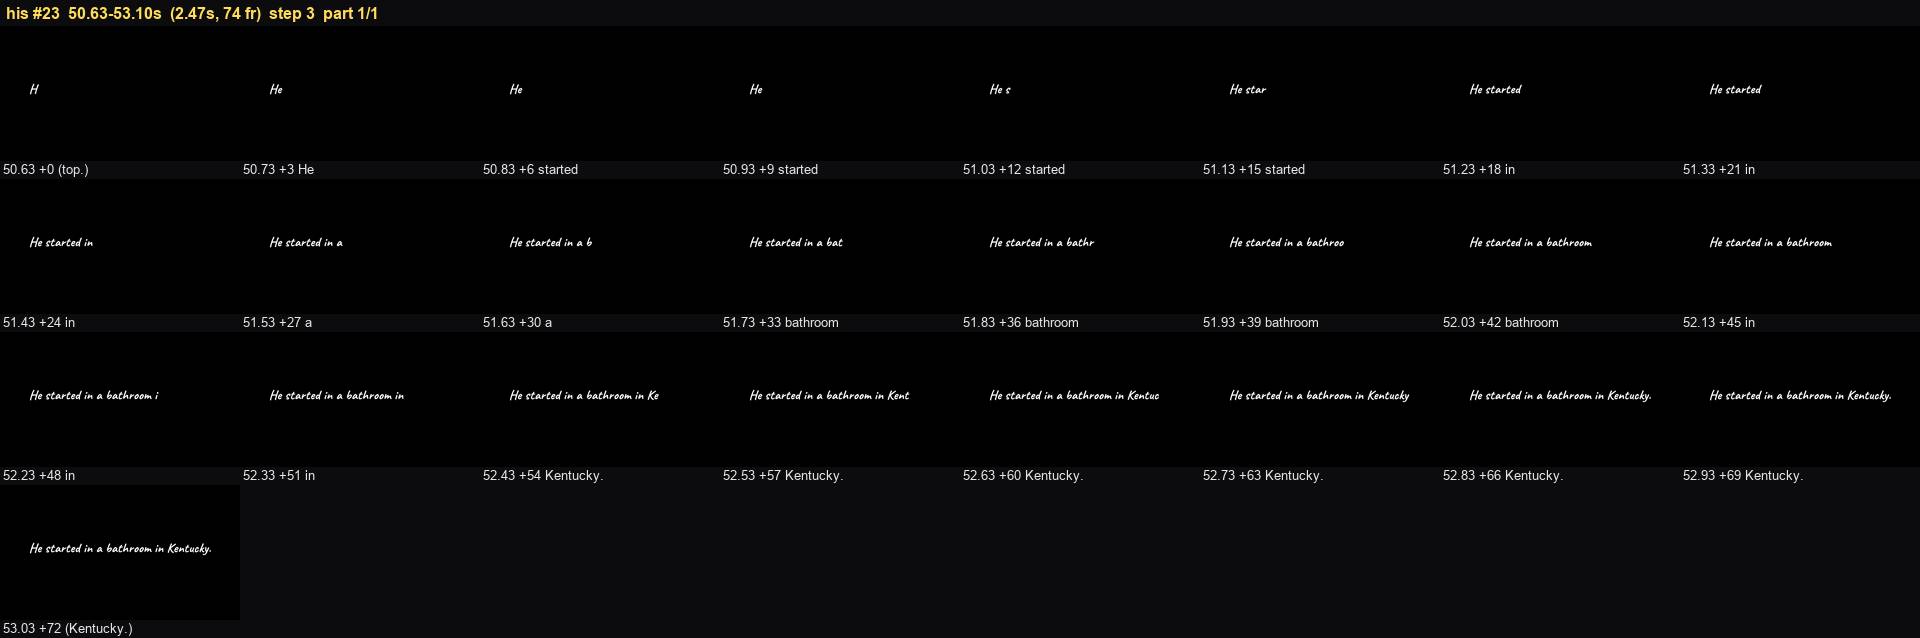 his #23 50.63-53.10s (2.47s, 74 fr) step 3 part 1/1
H
He
He
He
He s
He star
He started
He started
50.63 +0 (top.)
50.73 +3 He
50.83 +6 started
50.93 +9 started
51.03 +12 started
51.13 +15 started
51.23 +18 in
51.33 +21 in
He started in
He started in a
He started in a b
He started in a bat
He started in a bathr
He started in a bathroo
He started in a bathroom
He started in a bathroom
51.43 +24 in
51.53 +27 a
51.63 +30 a
51.73 +33 bathroom
51.83 +36 bathroom
51.93 +39 bathroom
52.03 +42 bathroom
52.13 +45 in
He started in a bathroom i
He started in a bathroom in
He started in a bathroom in Ke
He started in a bathroom in Kent
He started in a bathroom in Kentuc
He started in a bathroom in Kentucky
He started in a bathroom in Kentucky.
He started in a bathroom in Kentucky.
52.23 +48 in
52.33 +51 in
52.43 +54 Kentucky.
52.53 +57 Kentucky.
52.63 +60 Kentucky.
52.73 +63 Kentucky.
52.83 +66 Kentucky.
52.93 +69 Kentucky.
He started in a bathroom in Kentucky.
53.03 +72 (Kentucky.)